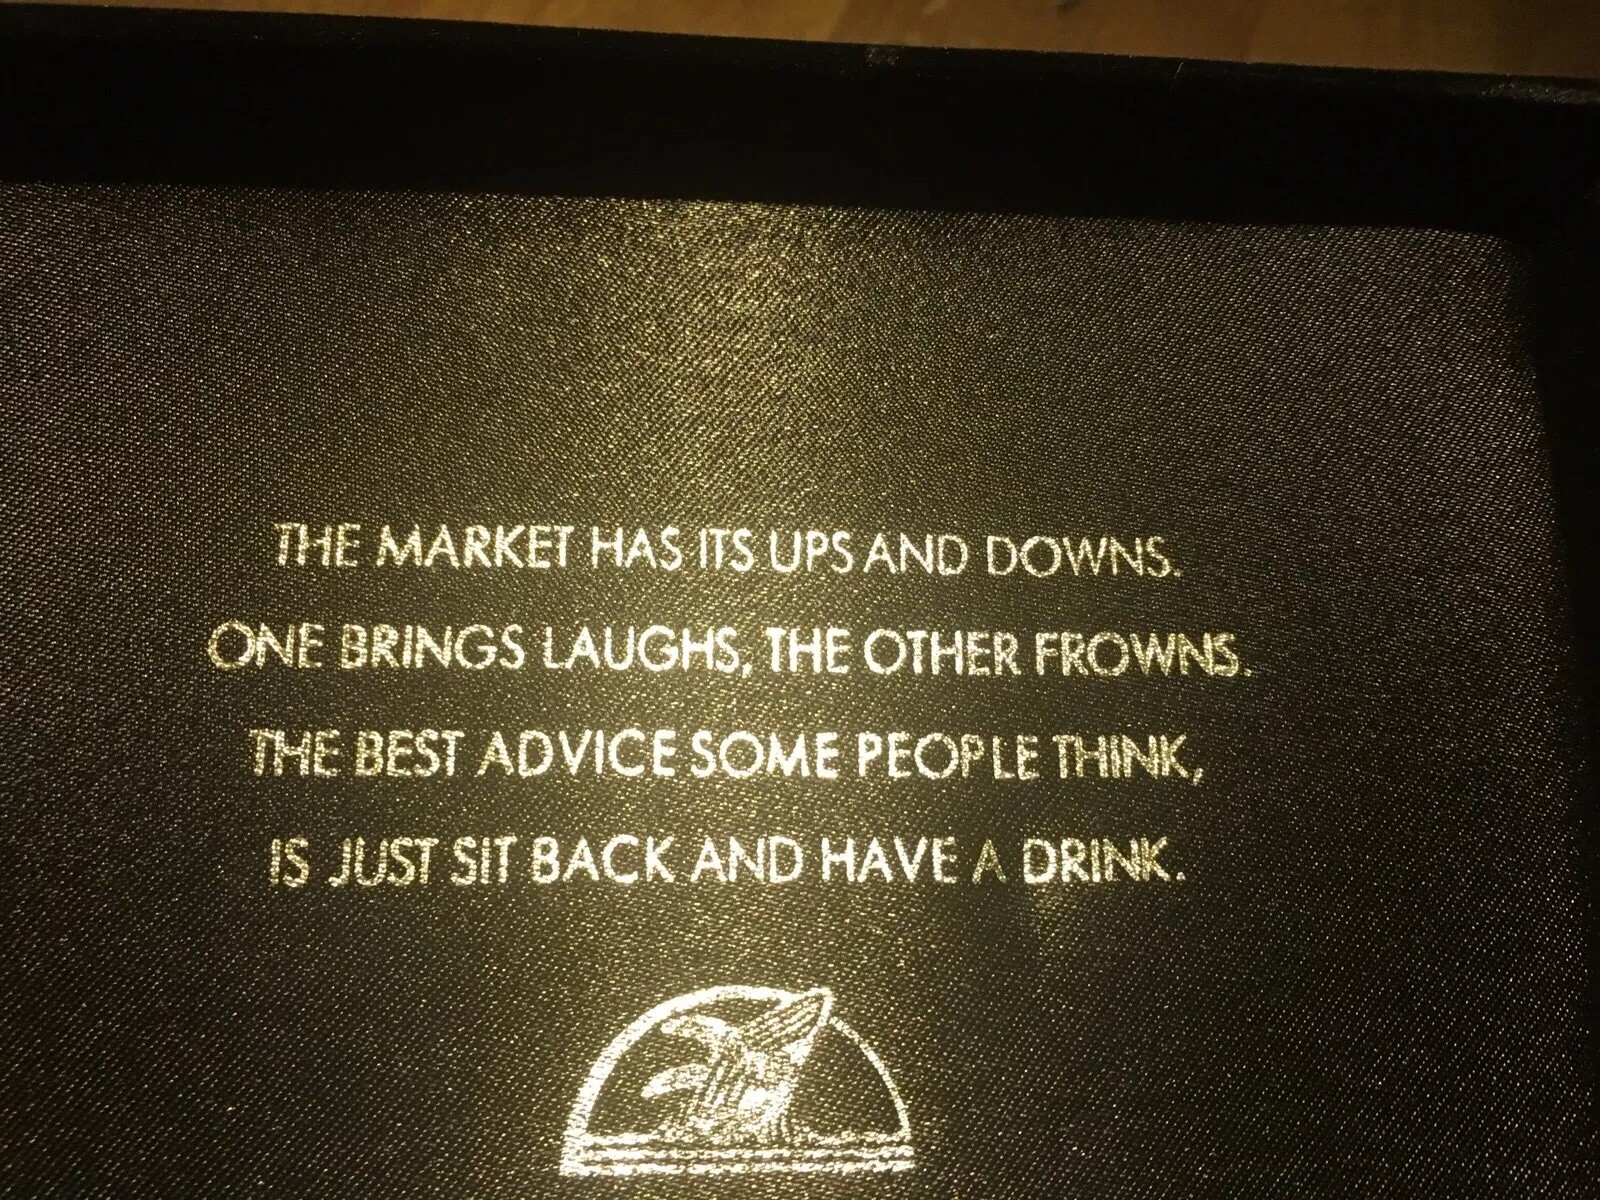 THE MARKET HAS ITS UPS AND DOWNS.
ONE BRINGS LAUGHS, THE OTHER FROWNS.
THE BEST ADVICE SOME PEOPLE THINK,
IS JUST SIT BACK AND HAVE A DRINK.